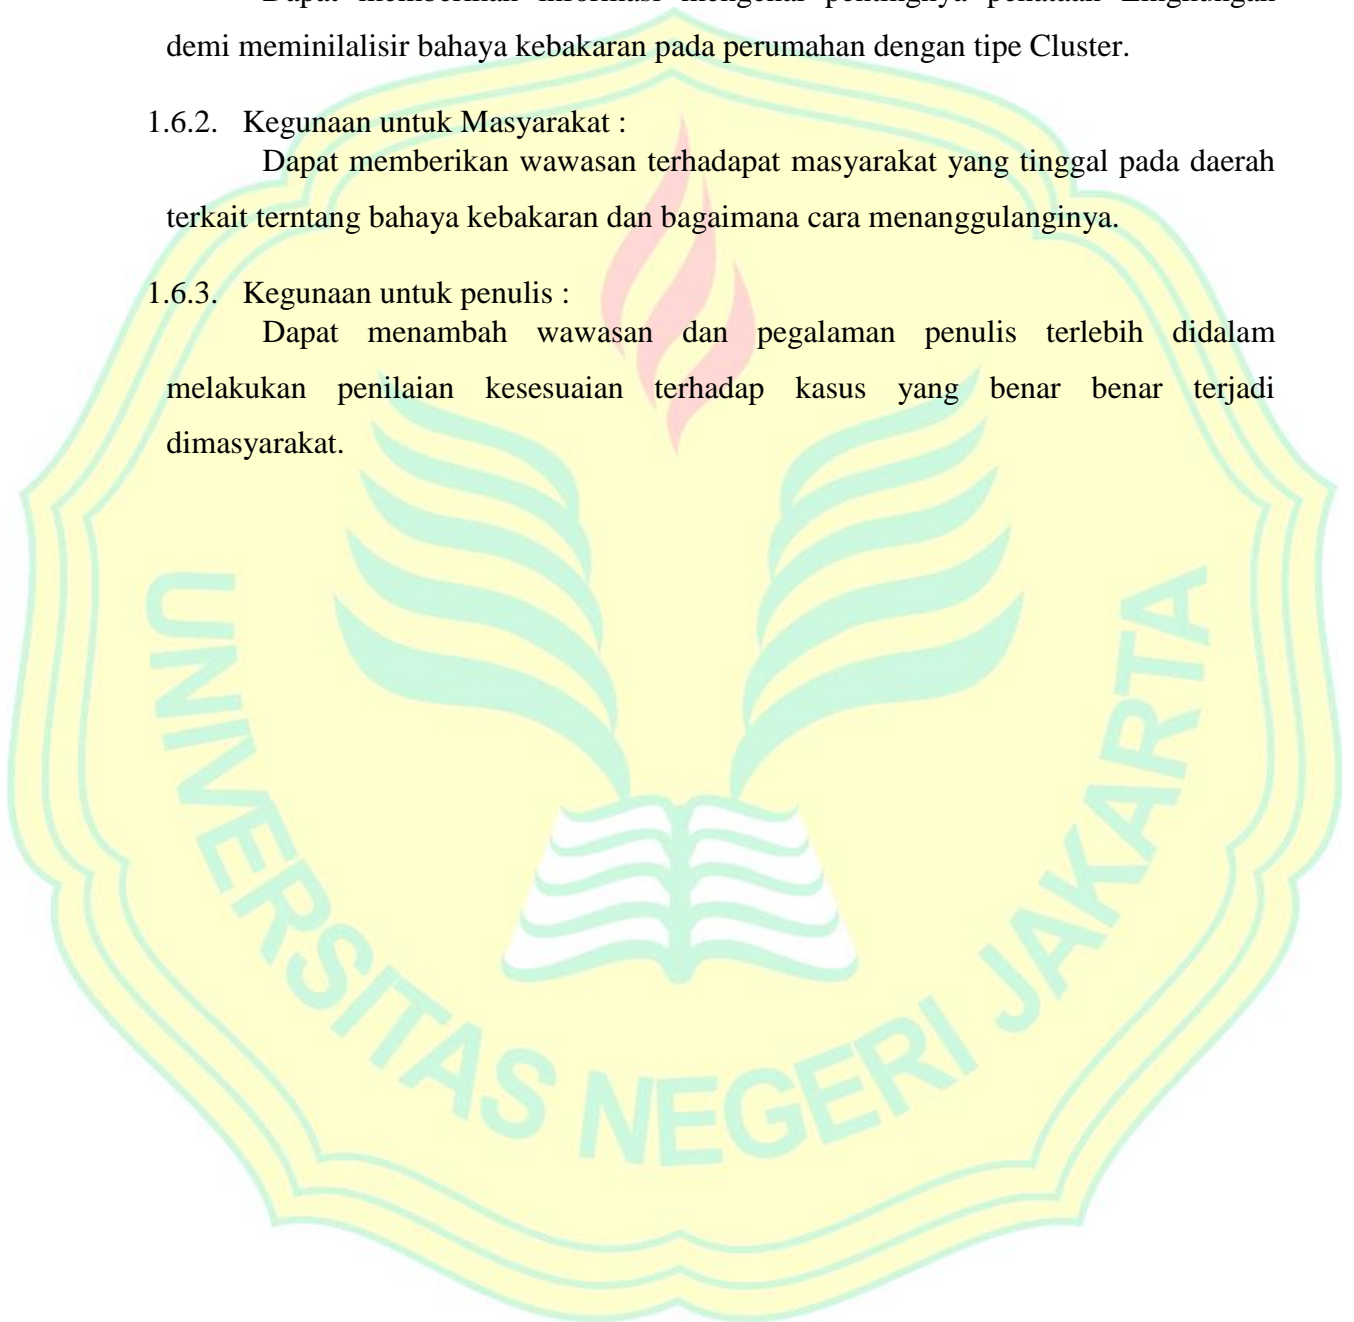 Dapat memberikan informasi mengenai pentingnya penataan Lingkungan
demi meminilalisir bahaya kebakaran pada perumahan dengan tipe Cluster.
1.6.2. Kegunaan untuk Masyarakat :
Dapat memberikan wawasan terhadapat masyarakat yang tinggal pada daerah
terkait terntang bahaya kebakaran dan bagaimana cara menanggulanginya.
1.6.3. Kegunaan untuk penulis :
Dapat menambah wawasan dan pegalaman penulis terlebih didalam
melakukan penilaian kesesuaian terhadap kasus yang benar benar terjadi
dimasyarakat.
UNIVERSITAS NEGERI JAKARTA